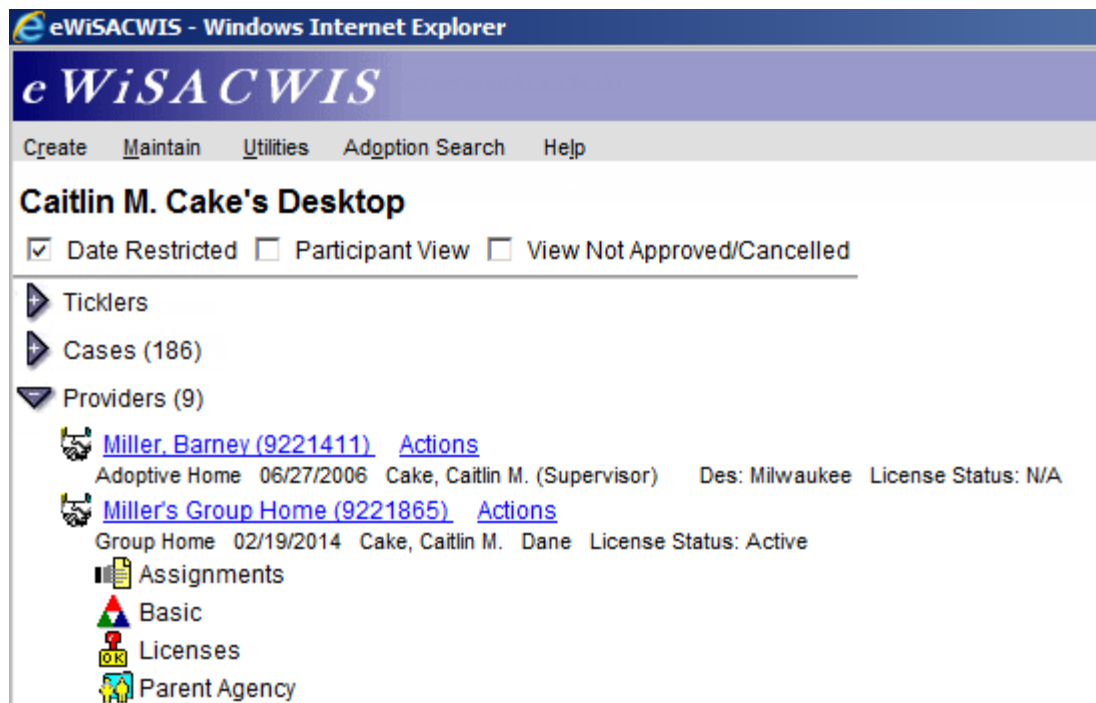 eWiSACWIS - Windows Internet Explorer
e WiSACWIS
Create Maintain Utilities Adoption Search Help
Caitlin M. Cake's Desktop
Date Restricted Participant View View Not Approved/Cancelled
Ticklers
Cases (186)
Providers (9)
Miller, Barney (9221411) Actions
Adoptive Home 06/27/2006 Cake, Caitlin M. (Supervisor) Des: Milwaukee License Status: N/A
Miller's Group Home (9221865) Actions
Group Home 02/19/2014 Cake, Caitlin M. Dane License Status: Active
Assignments
Basic
OK Licenses
Parent Agency